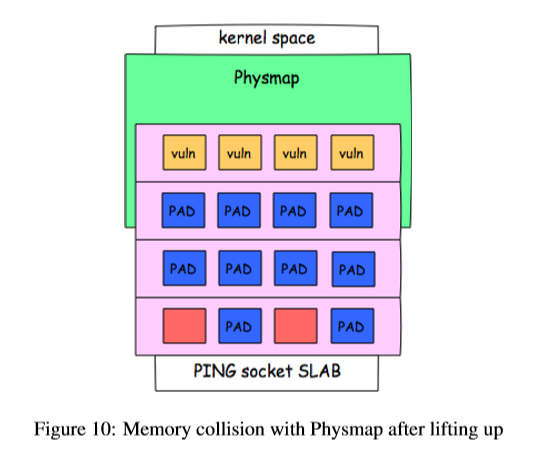 kernel space
Physmap
vuln vuln vuln vuln
PAD PAD PAD PAD
PAD PAD PAD PAD
PAD PAD
PING socket SLAB
Figure 10: Memory collision with Physmap after lifting up